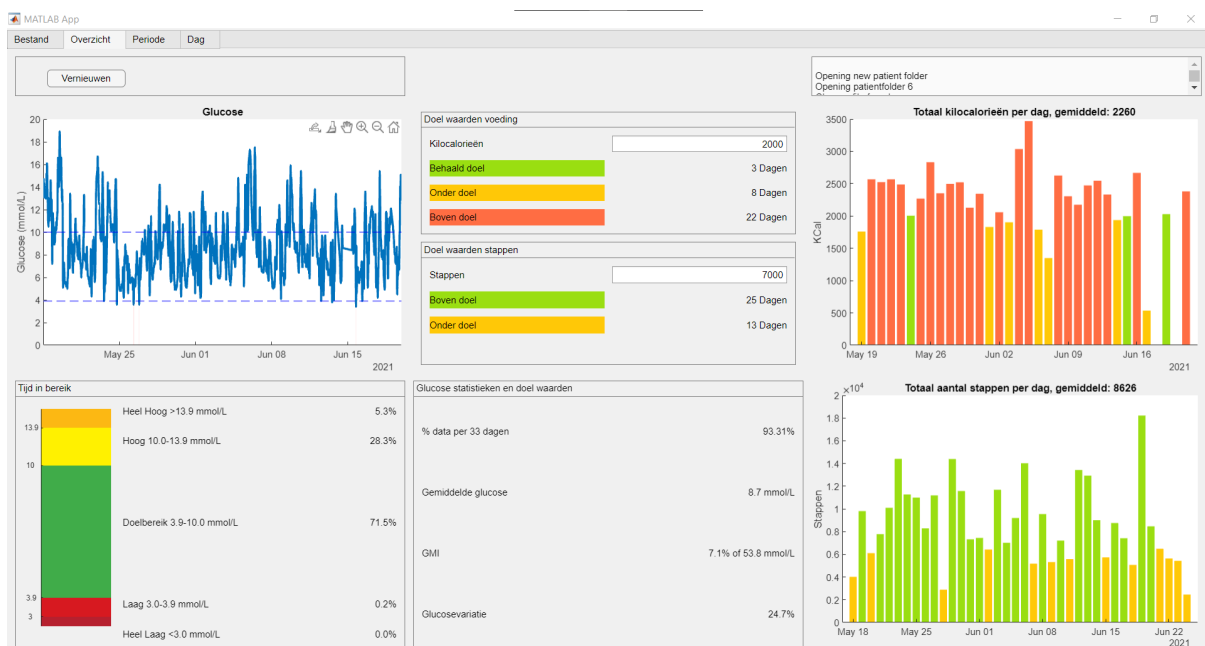 MATLAB App
Bestand Overzicht Periode Dag
Vernieuwen
Opening new patient folder
Opening patientfolder 6
Glucose
20
18
16
14
12
10
8
6
4
2
0
Glucose (mmol/L)
May 25 Jun 01 Jun 08 Jun 15
2021
Doel waarden voeding
Kilocalorieën 2000
Behaald doel 3 Dagen
Onder doel 8 Dagen
Boven doel 22 Dagen
Doel waarden stappen
Stappen 7000
Boven doel 25 Dagen
Onder doel 13 Dagen
Totaal kilocalorieën per dag, gemiddeld: 2260
3500
3000
2500
2000
1500
1000
500
0
KCal
May 19 May 26 Jun 02 Jun 09 Jun 16
2021
Tijd in bereik
Heel Hoog >13.9 mmol/L 5.3%
13.9
Hoog 10.0-13.9 mmol/L 28.3%
10
Doelbereik 3.9-10.0 mmol/L 71.5%
3.9
Laag 3.0-3.9 mmol/L 0.2%
3
Heel Laag <3.0 mmol/L 0.0%
Glucose statistieken en doel waarden
% data per 33 dagen 93.31%
Gemiddelde glucose 8.7 mmol/L
GMI 7.1% of 53.8 mmol/L
Glucosevariatie 24.7%
Totaal aantal stappen per dag, gemiddeld: 8626
×10⁴
2
1.8
1.6
1.4
1.2
1
0.8
0.6
0.4
0.2
0
Stappen
May 18 May 25 Jun 01 Jun 08 Jun 15 Jun 22
2021